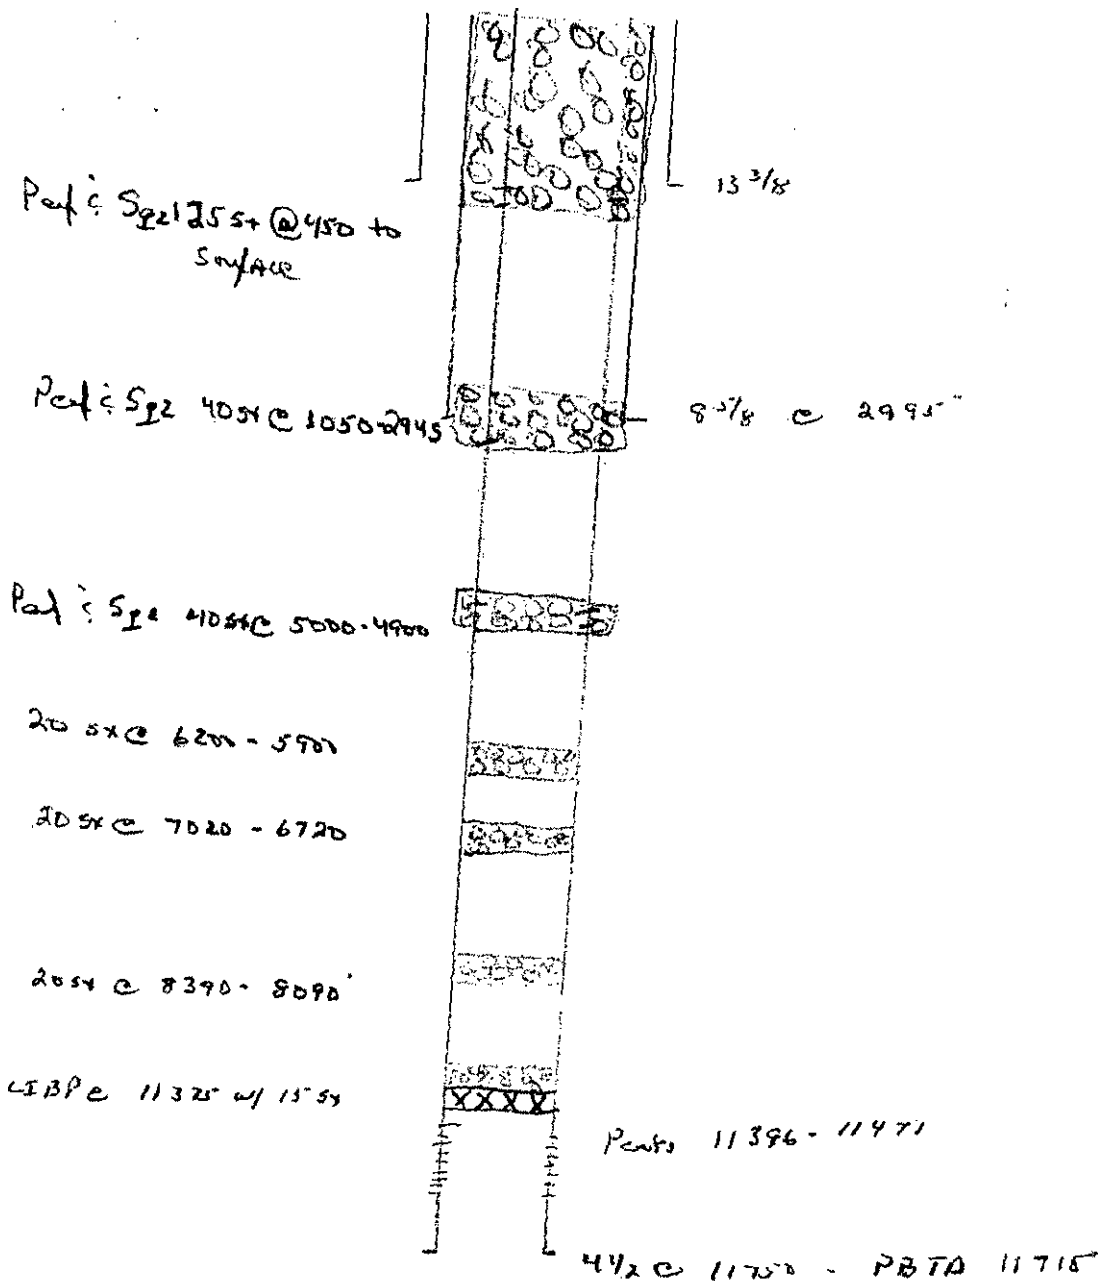 13 3/8
Perf & Sqz 125 sx @ 450 to
Surface
Perf & Sqz 40 sx @ 3050-2945
8 5/8 @ 2995'
Perf & Sqz 40 sx @ 5000-4900
20 sx @ 6200 - 5900
20 sx @ 7020 - 6720
20 sx @ 8390 - 8090'
CIBP @ 11325 w/ 15 sx
Perfs 11396 - 11471
4 1/2 @ 11750 - PBTD 11715